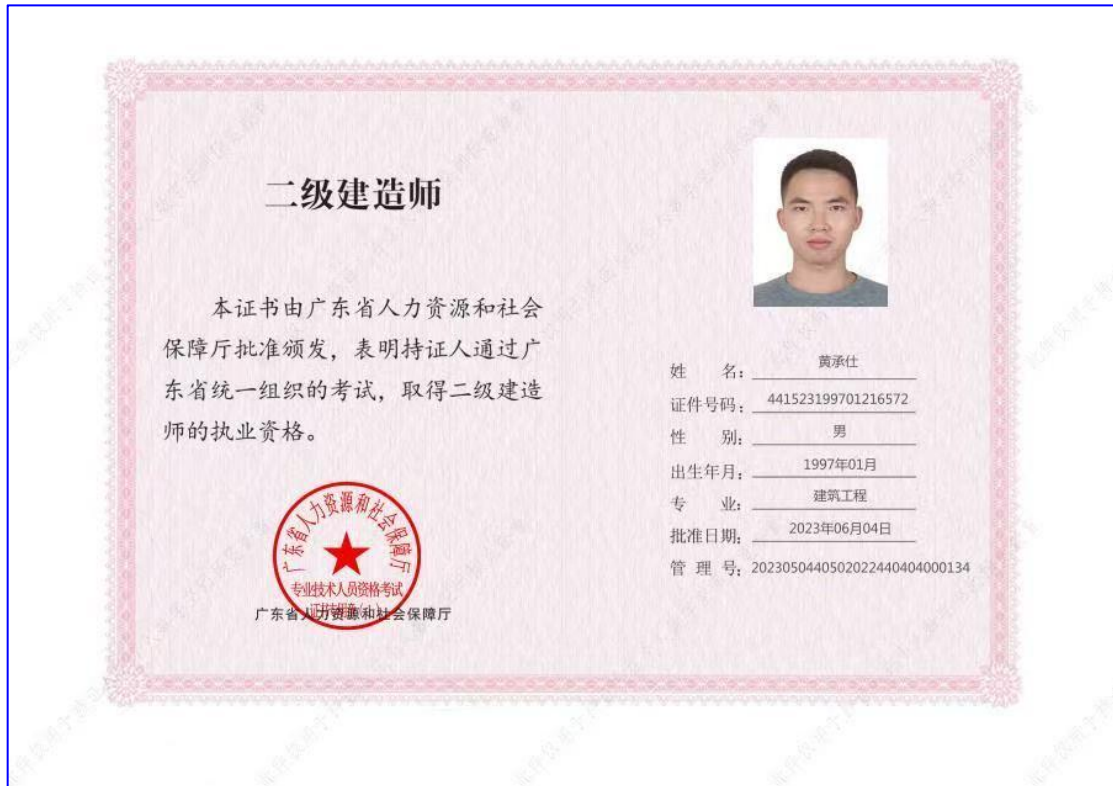 二级建造师
本证书由广东省人力资源和社会
保障厅批准颁发，表明持证人通过广
东省统一组织的考试，取得二级建造
师的执业资格。
广东省人力资源和社会保障厅
专业技术人员资格考试
广东省人力资源和社会保障厅
姓 名：黄承仕
证件号码：441523199701216572
性 别：男
出生年月：1997年01月
专 业：建筑工程
批准日期：2023年06月04日
管 理 号：2023050440502022440404000134